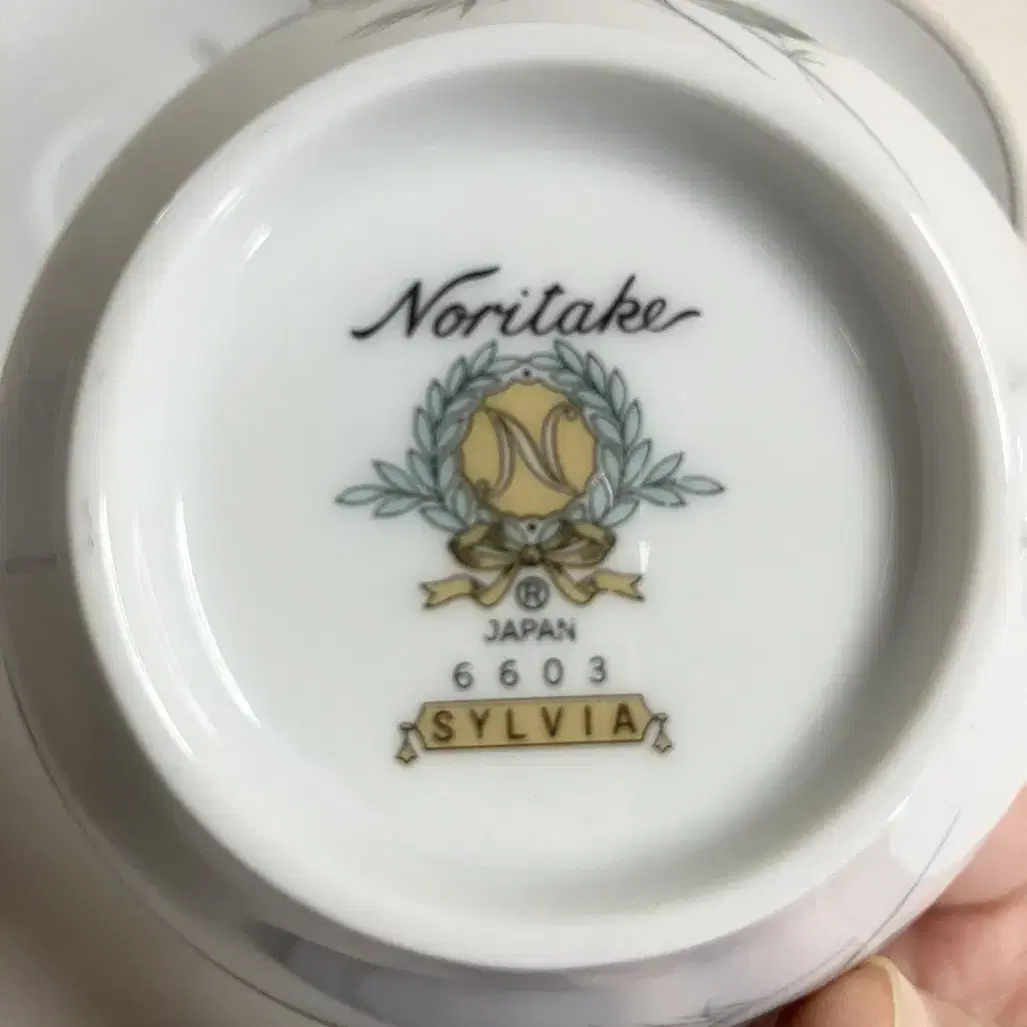 Noritake
N
®
JAPAN
6603
SYLVIA